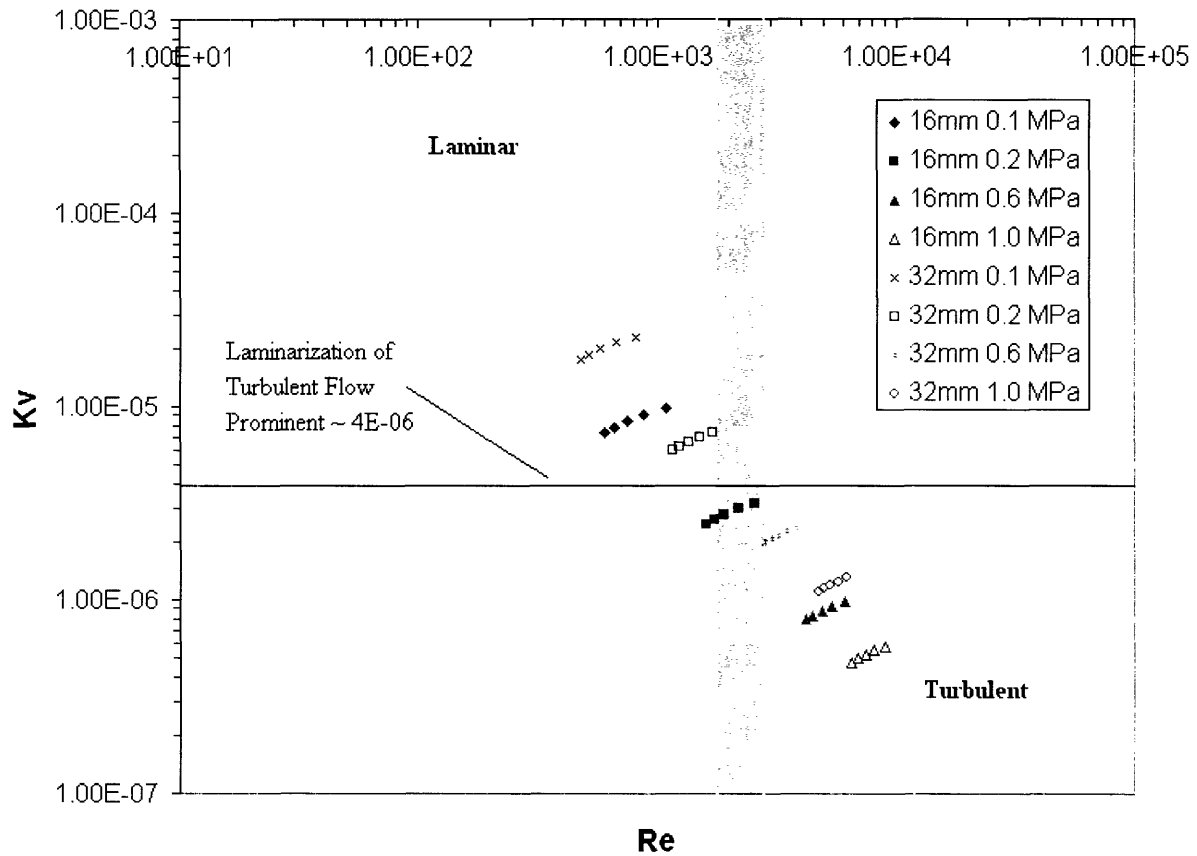 1.00E-03
1.00E+01
1.00E+02
1.00E+03
1.00E+04
1.00E+05
16mm 0.1 MPa
16mm 0.2 MPa
16mm 0.6 MPa
16mm 1.0 MPa
32mm 0.1 MPa
32mm 0.2 MPa
32mm 0.6 MPa
32mm 1.0 MPa
Laminar
1.00E-04
Laminarization of
Turbulent Flow
Prominent ~ 4E-06
1.00E-05
Kv
1.00E-06
Turbulent
1.00E-07
Re